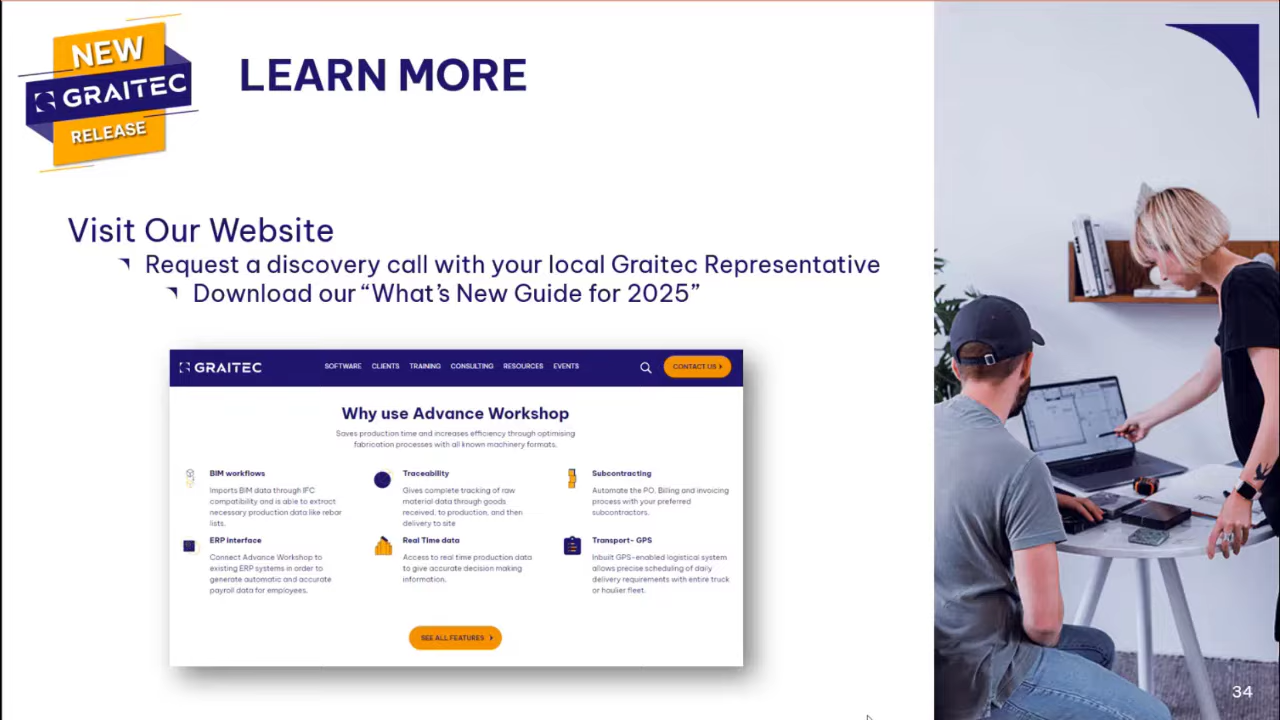 NEW
GRAITEC
RELEASE
LEARN MORE
Visit Our Website
Request a discovery call with your local Graitec Representative
Download our “What’s New Guide for 2025”
GRAITEC
SOFTWARE CLIENTS TRAINING CONSULTING RESOURCES EVENTS
CONTACT US
Why use Advance Workshop
Saves production time and increases efficiency through optimising
fabrication processes with all known machinery formats.
BIM workflows
Imports BIM data through IFC
compatibility and is able to extract
necessary production data like rebar
lists.
Traceability
Gives complete tracking of raw
material data through goods
received, to production, and then
delivery to site
Subcontracting
Automate the PO, Billing and invoicing
process with your preferred
subcontractors.
ERP interface
Connect Advance Workshop to
existing ERP systems in order to
generate automatic and accurate
payroll data for employees.
Real Time data
Access to real time production data
to give accurate decision making
information.
Transport- GPS
Inbuilt GPS-enabled logistical system
allows precise scheduling of daily
delivery requirements with entire truck
or haulier fleet.
SEE ALL FEATURES
34